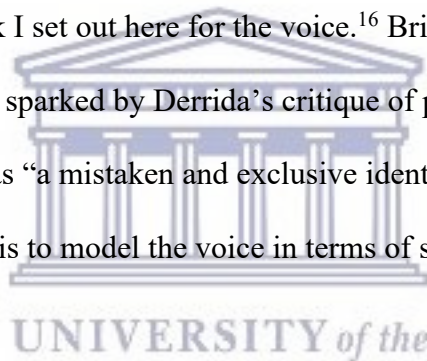 k I set out here for the voice.16 Bri
sparked by Derrida’s critique of p
as “a mistaken and exclusive ident
is to model the voice in terms of s
UNIVERSITY of the